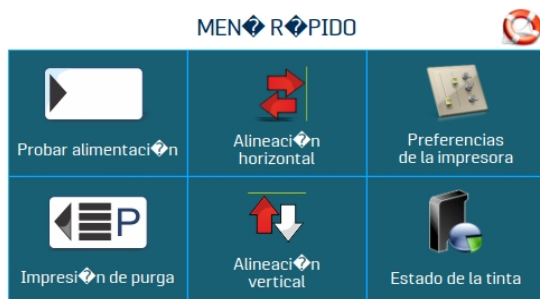 MEN� R�PIDO
Probar alimentaci�n
Alineaci�n
horizontal
Preferencias
de la impresora
P
Impresi�n de purga
Alineaci�n
vertical
Estado de la tinta